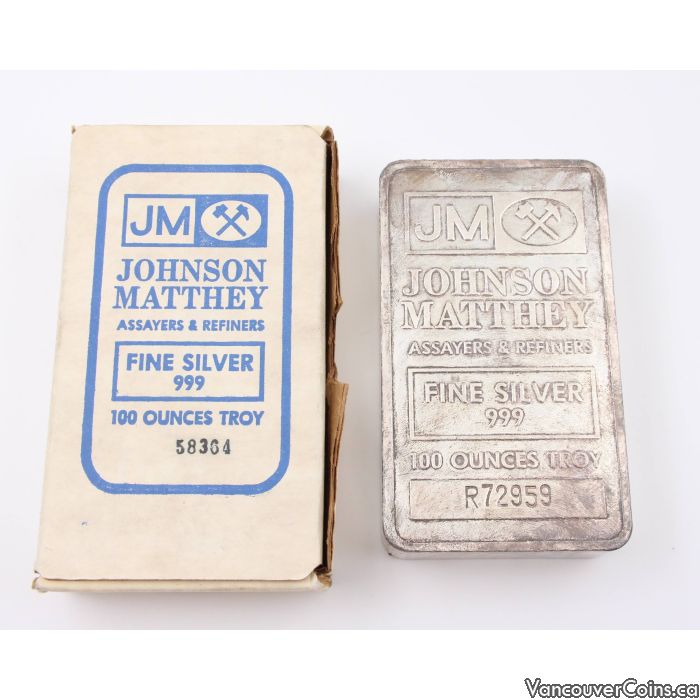 JM
JOHNSON
MATTHEY
ASSAYERS & REFINERS
FINE SILVER
999
100 OUNCES TROY
58364
JM
JOHNSON
MATTHEY
ASSAYERS & REFINERS
FINE SILVER
999
100 OUNCES TROY
R72959
VancouverCoins.ca